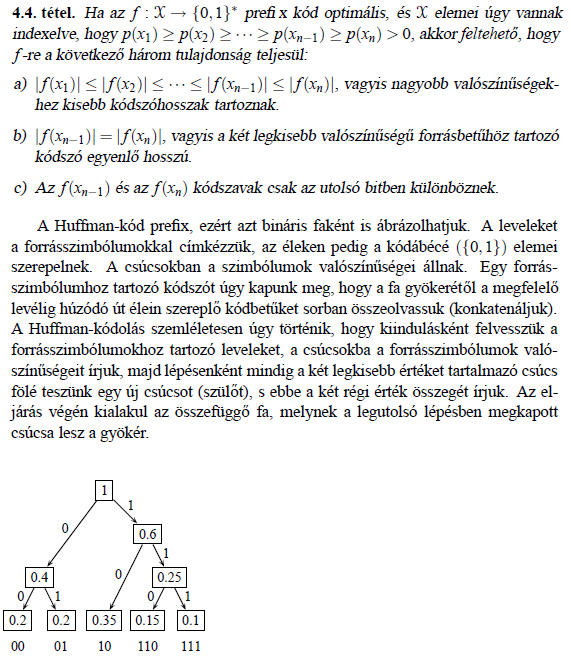 4.4. tétel. Ha az f : X → {0,1}* prefix kód optimális, és X elemei úgy vannak
indexelve, hogy p(x₁) ≥ p(x₂) ≥ ··· ≥ p(xₙ₋₁) ≥ p(xₙ) > 0, akkor feltehető, hogy
f-re a következő három tulajdonság teljesül:
a) |f(x₁)| ≤ |f(x₂)| ≤ ··· ≤ |f(xₙ₋₁)| ≤ |f(xₙ)|, vagyis nagyobb valószínűségek-
hez kisebb kódszóhosszak tartoznak.
b) |f(xₙ₋₁)| = |f(xₙ)|, vagyis a két legkisebb valószínűségű forrásbetűhöz tartozó
kódszó egyenlő hosszú.
c) Az f(xₙ₋₁) és az f(xₙ) kódszavak csak az utolsó bitben különböznek.
A Huffman-kód prefix, ezért azt bináris faként is ábrázolhatjuk. A leveleket
a forrásszimbólumokkal címkézzük, az éleken pedig a kódábécé ({0,1}) elemei
szerepelnek. A csúcsokban a szimbólumok valószínűségei állnak. Egy forrás-
szimbólumhoz tartozó kódszót úgy kapunk meg, hogy a fa gyökerétől a megfelelő
levélig húzódó út élein szereplő kódbetűket sorban összeolvassuk (konkatenáljuk).
A Huffman-kódolás szemléletesen úgy történik, hogy kiindulásként felvesszük a
forrásszimbólumokhoz tartozó leveleket, a csúcsokba a forrásszimbólumok való-
színűségeit írjuk, majd lépésenként mindig a két legkisebb értéket tartalmazó csúcs
fölé teszünk egy új csúcsot (szülőt), s ebbe a két régi érték összegét írjuk. Az el-
járás végén kialakul az összefüggő fa, melynek a legutolsó lépésben megkapott
csúcsa lesz a gyökér.
1
1
0
0.6
0 1
0.4 0.25
0 1 0 1
0.2 0.2 0.35 0.15 0.1
00 01 10 110 111